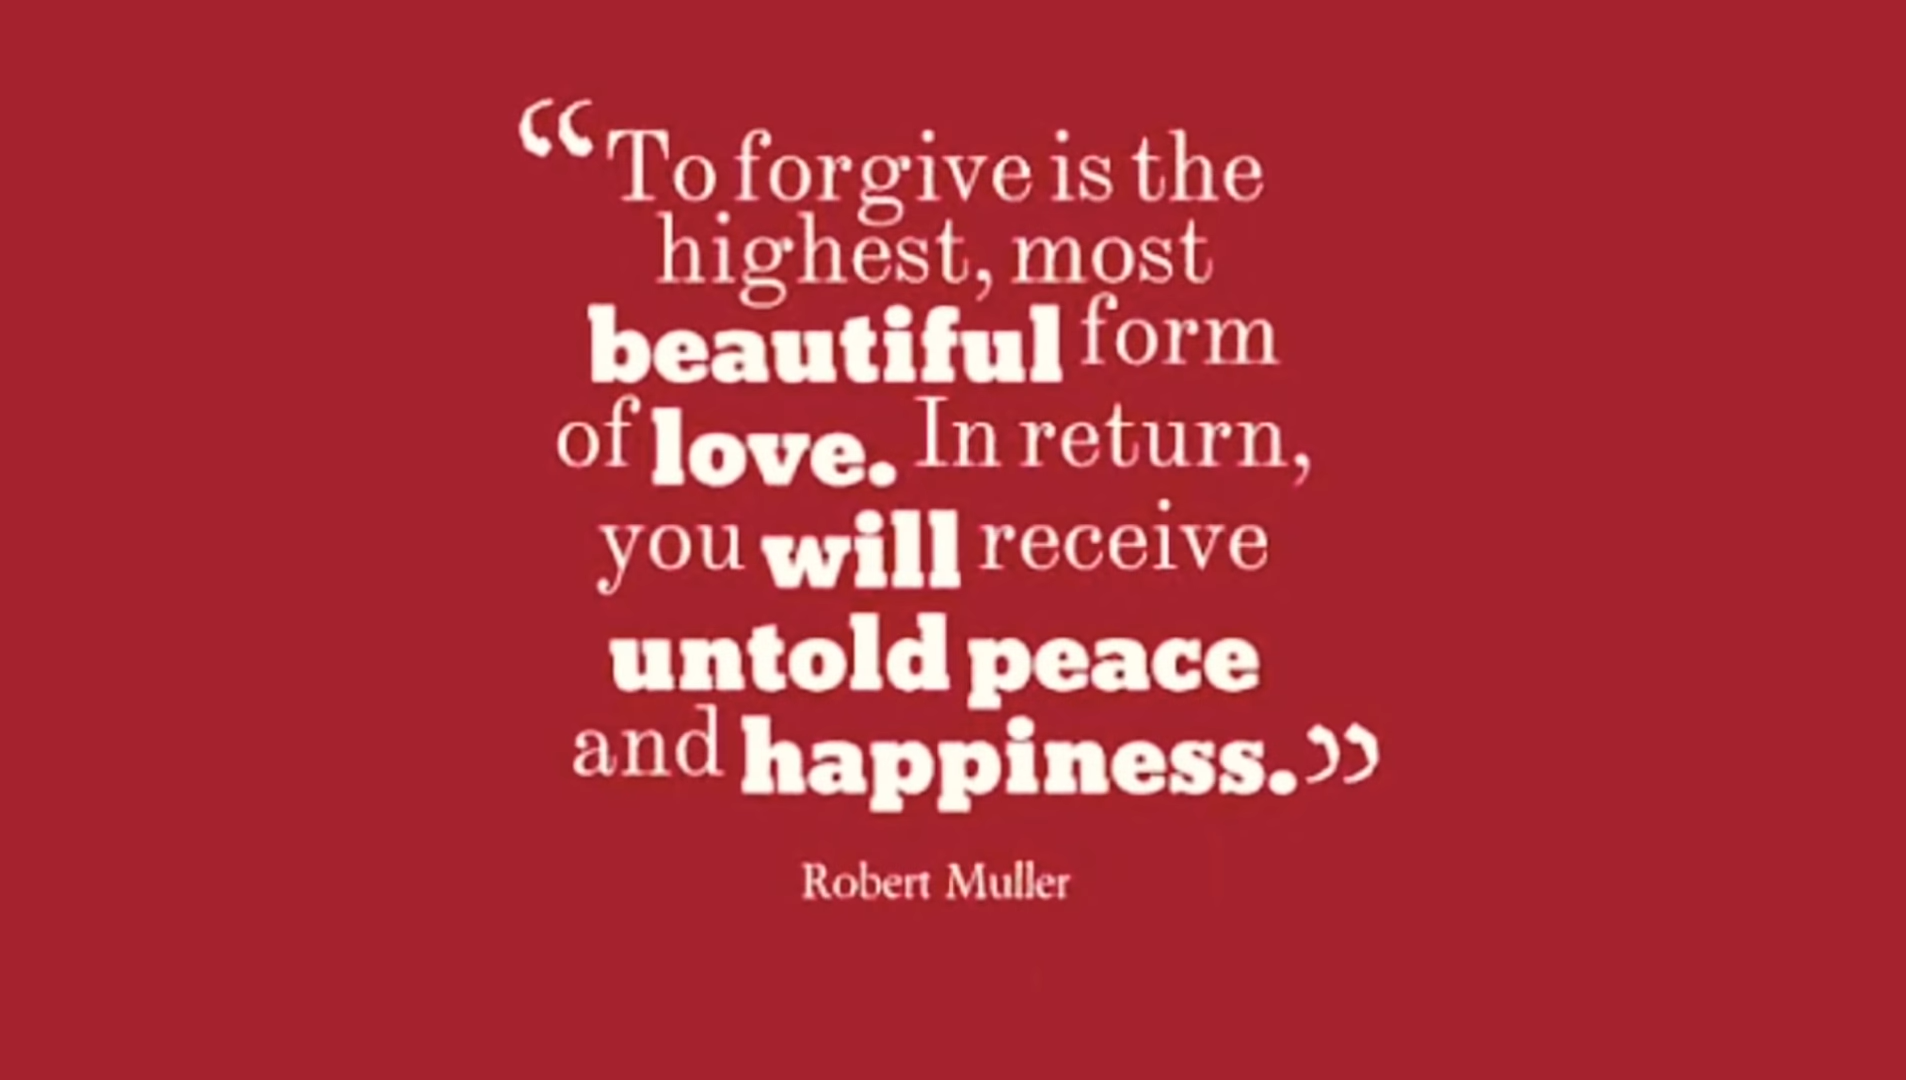 “To forgive is the
highest, most
beautiful form
of love. In return,
you will receive
untold peace
and happiness.”
Robert Muller